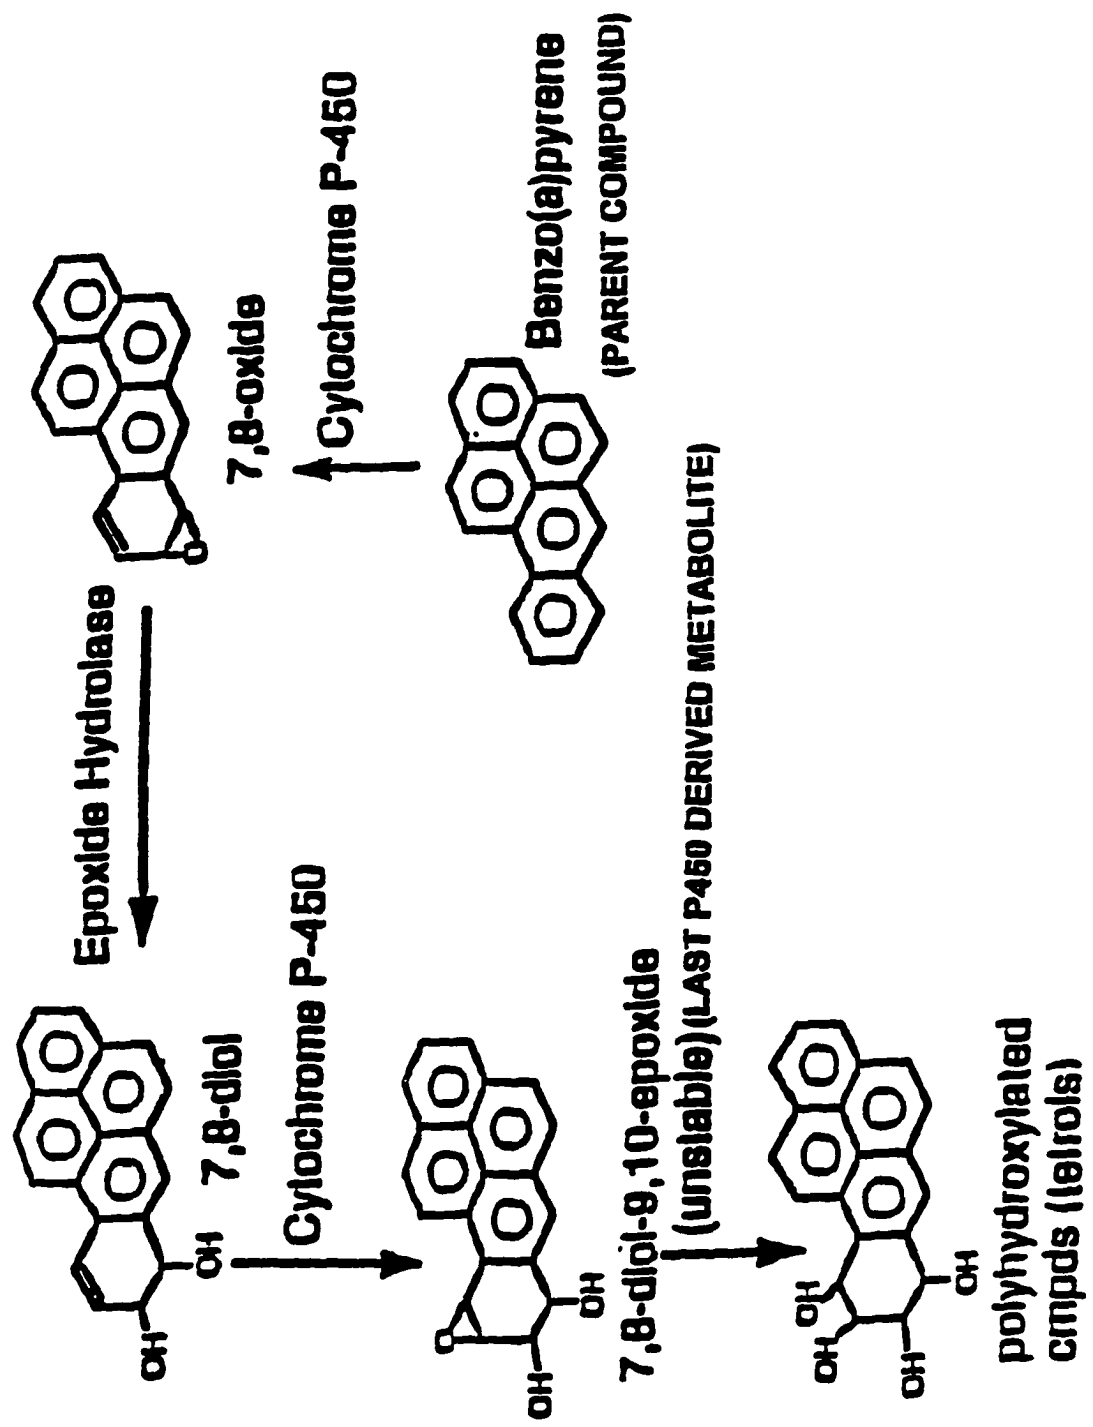 Epoxide Hydrolase
OH
OH
O
7,8-diol
7,8-oxide
Cytochrome P-450
Cytochrome P-450
O
OH
OH
Benzo(a)pyrene
(PARENT COMPOUND)
7,8-diol-9,10-epoxide
(unstable)(LAST P450 DERIVED METABOLITE)
OH
OH
OH
OH
polyhydroxylated
cmpds (tetrols)